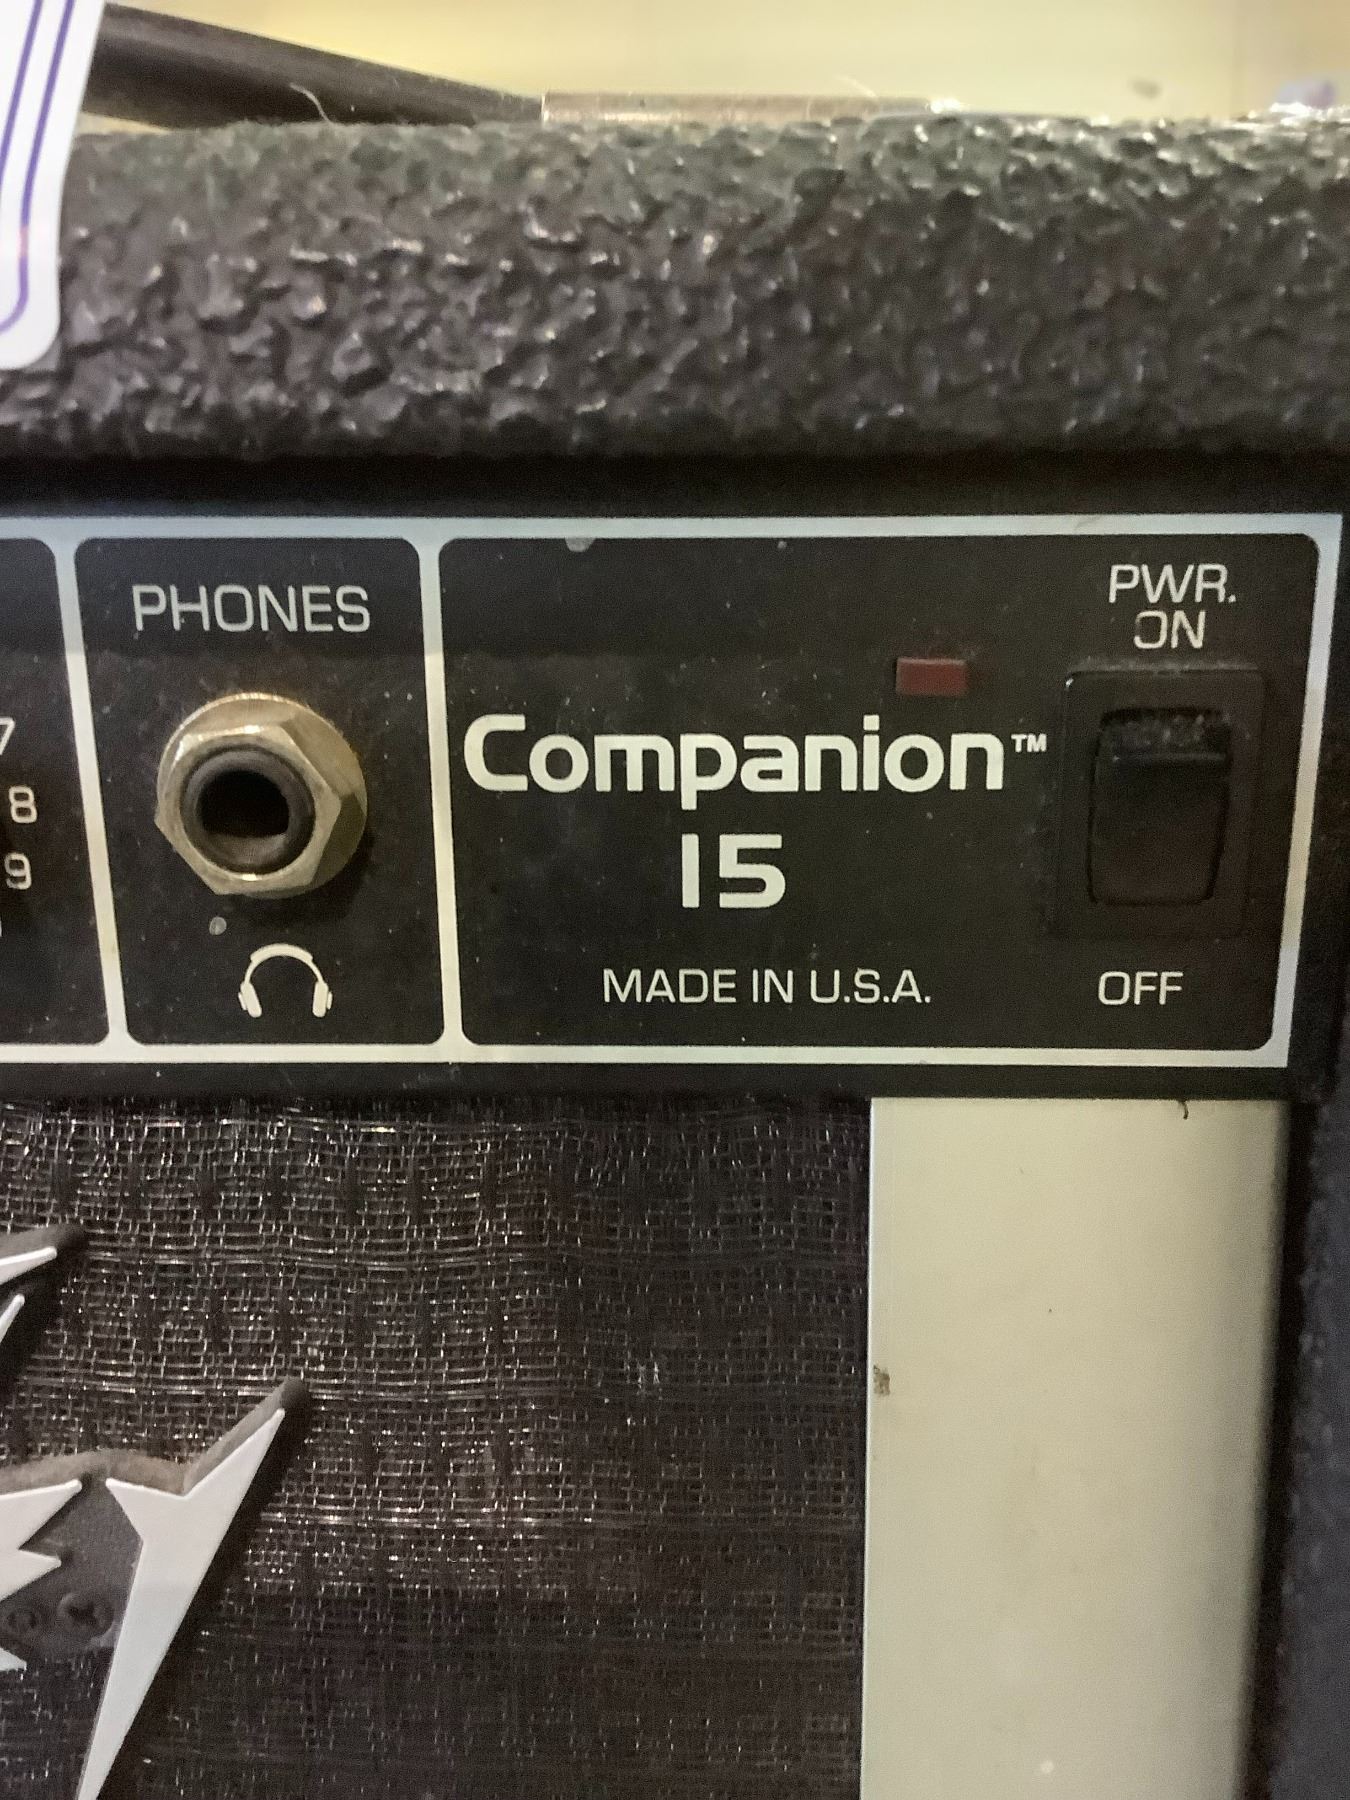 PHONES
PWR.
ON
7
8
9
Companion™
15
MADE IN U.S.A.
OFF